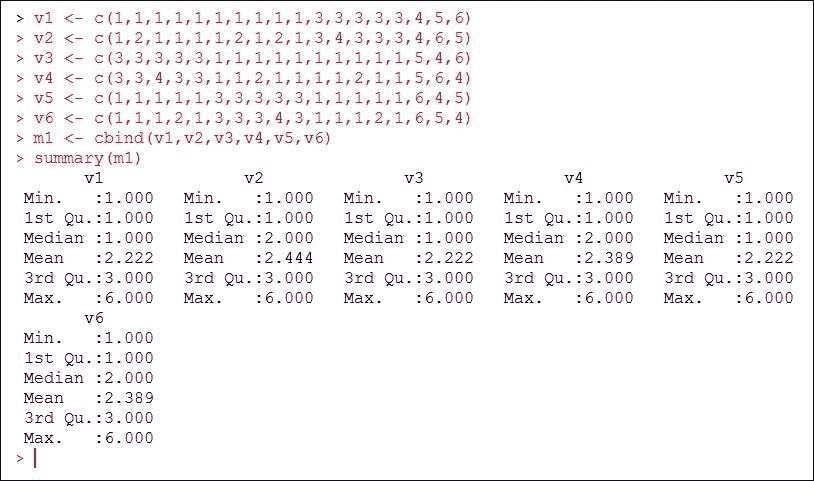 > v1 <- c(1,1,1,1,1,1,1,1,1,1,3,3,3,3,3,4,5,6)
> v2 <- c(1,2,1,1,1,1,2,1,2,1,3,4,3,3,3,4,6,5)
> v3 <- c(3,3,3,3,3,1,1,1,1,1,1,1,1,1,1,5,4,6)
> v4 <- c(3,3,4,3,3,1,1,2,1,1,1,1,2,1,1,5,6,4)
> v5 <- c(1,1,1,1,1,3,3,3,3,3,1,1,1,1,1,6,4,5)
> v6 <- c(1,1,1,2,1,3,3,3,4,3,1,1,1,2,1,6,5,4)
> m1 <- cbind(v1,v2,v3,v4,v5,v6)
> summary(m1)
v1 v2 v3 v4 v5
Min. :1.000 Min. :1.000 Min. :1.000 Min. :1.000 Min. :1.000
1st Qu.:1.000 1st Qu.:1.000 1st Qu.:1.000 1st Qu.:1.000 1st Qu.:1.000
Median :1.000 Median :2.000 Median :1.000 Median :2.000 Median :1.000
Mean :2.222 Mean :2.444 Mean :2.222 Mean :2.389 Mean :2.222
3rd Qu.:3.000 3rd Qu.:3.000 3rd Qu.:3.000 3rd Qu.:3.000 3rd Qu.:3.000
Max. :6.000 Max. :6.000 Max. :6.000 Max. :6.000 Max. :6.000
v6
Min. :1.000
1st Qu.:1.000
Median :2.000
Mean :2.389
3rd Qu.:3.000
Max. :6.000
>